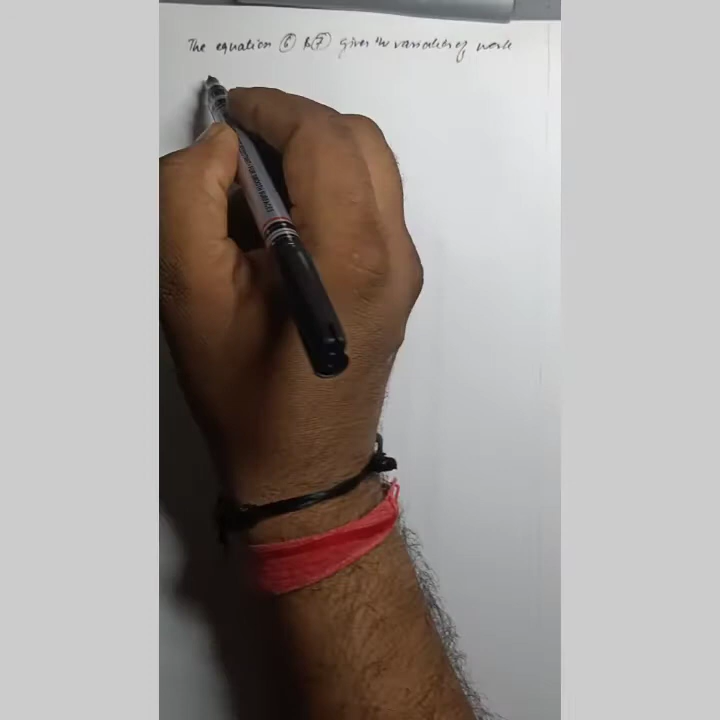 The equation ⑥ & ⑦ gives the variation of work